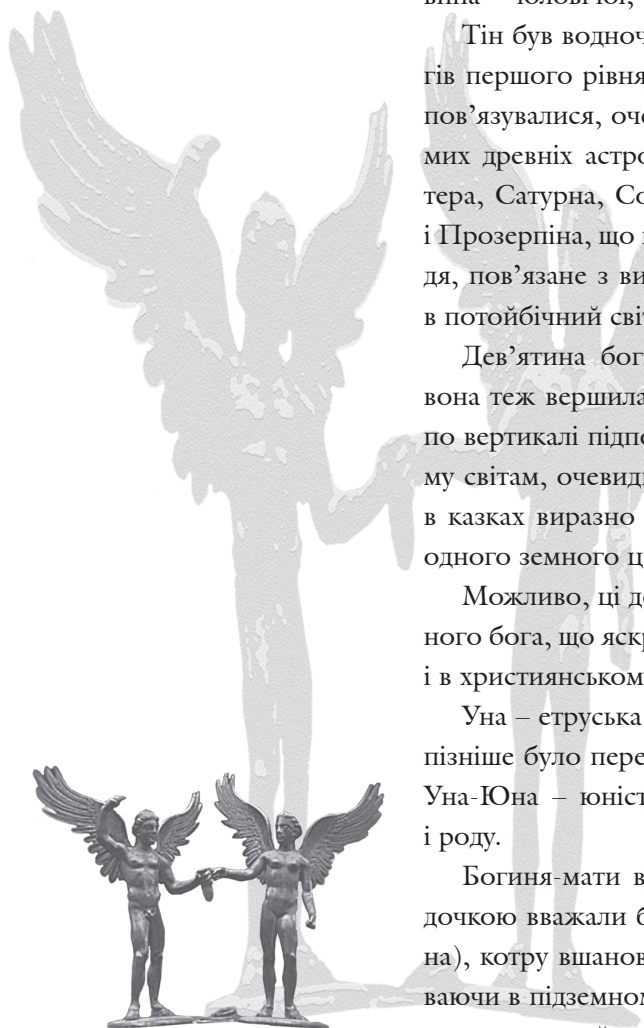 Тін був водноч
гів першого рівня
пов’язувалися, оче
мих древніх астро
тера, Сатурна, Со
і Прозерпіна, що
дя, пов’язане з ви
в потойбічний світ
Дев’ятина бог
вона теж вершила
по вертикалі підпо
му світам, очевид
в казках виразно
одного земного ц
Можливо, ці до
ного бога, що яскр
і в християнськом
Уна – етруська
пізніше було пере
Уна-Юна – юніст
і роду.
Богиня-мати в
дочкою вважали б
на), котру вшанов
ваючи в підземном